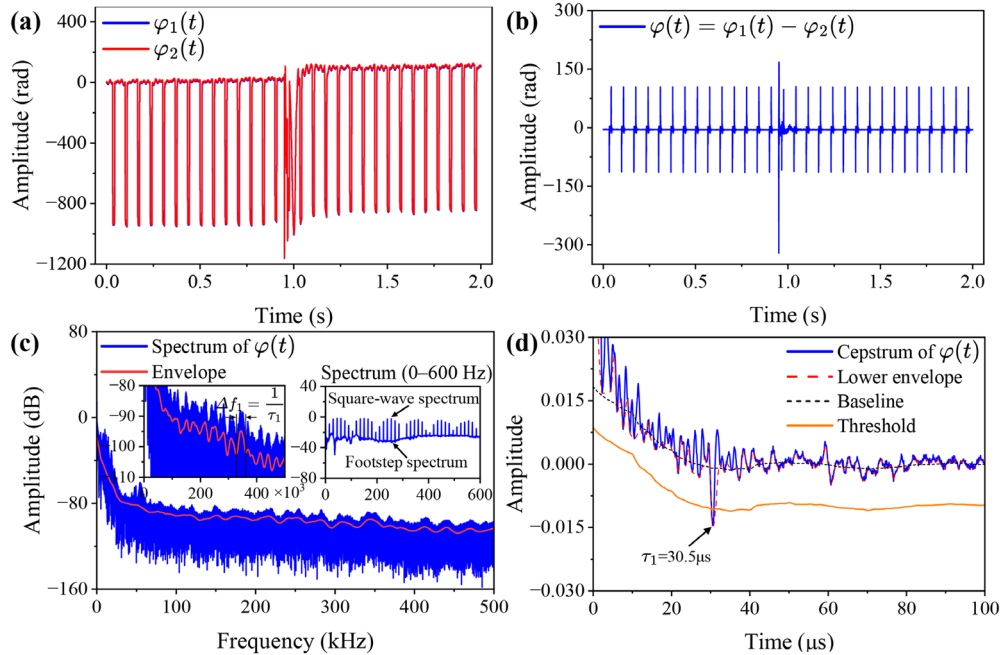 (a)
φ₁(t)
φ₂(t)
Amplitude (rad)
400
0
−400
−800
−1200
0.0 0.5 1.0 1.5 2.0
Time (s)
(b)
φ(t) = φ₁(t) − φ₂(t)
Amplitude (rad)
300
150
0
−150
−300
0.0 0.5 1.0 1.5 2.0
Time (s)
(c)
Spectrum of φ(t)
Envelope
Amplitude (dB)
80
0
−80
−160
0 100 200 300 400 500
Frequency (kHz)
−80
−90
100
110
0 200 400 ×10³
Δf₁ = 1/τ₁
Spectrum (0–600 Hz)
40
0
−40
−80
0 200 400 600
Square-wave spectrum
Footstep spectrum
(d)
Cepstrum of φ(t)
Lower envelope
Baseline
Threshold
Amplitude
0.030
0.015
0.000
−0.015
−0.030
τ₁=30.5μs
0 20 40 60 80 100
Time (μs)